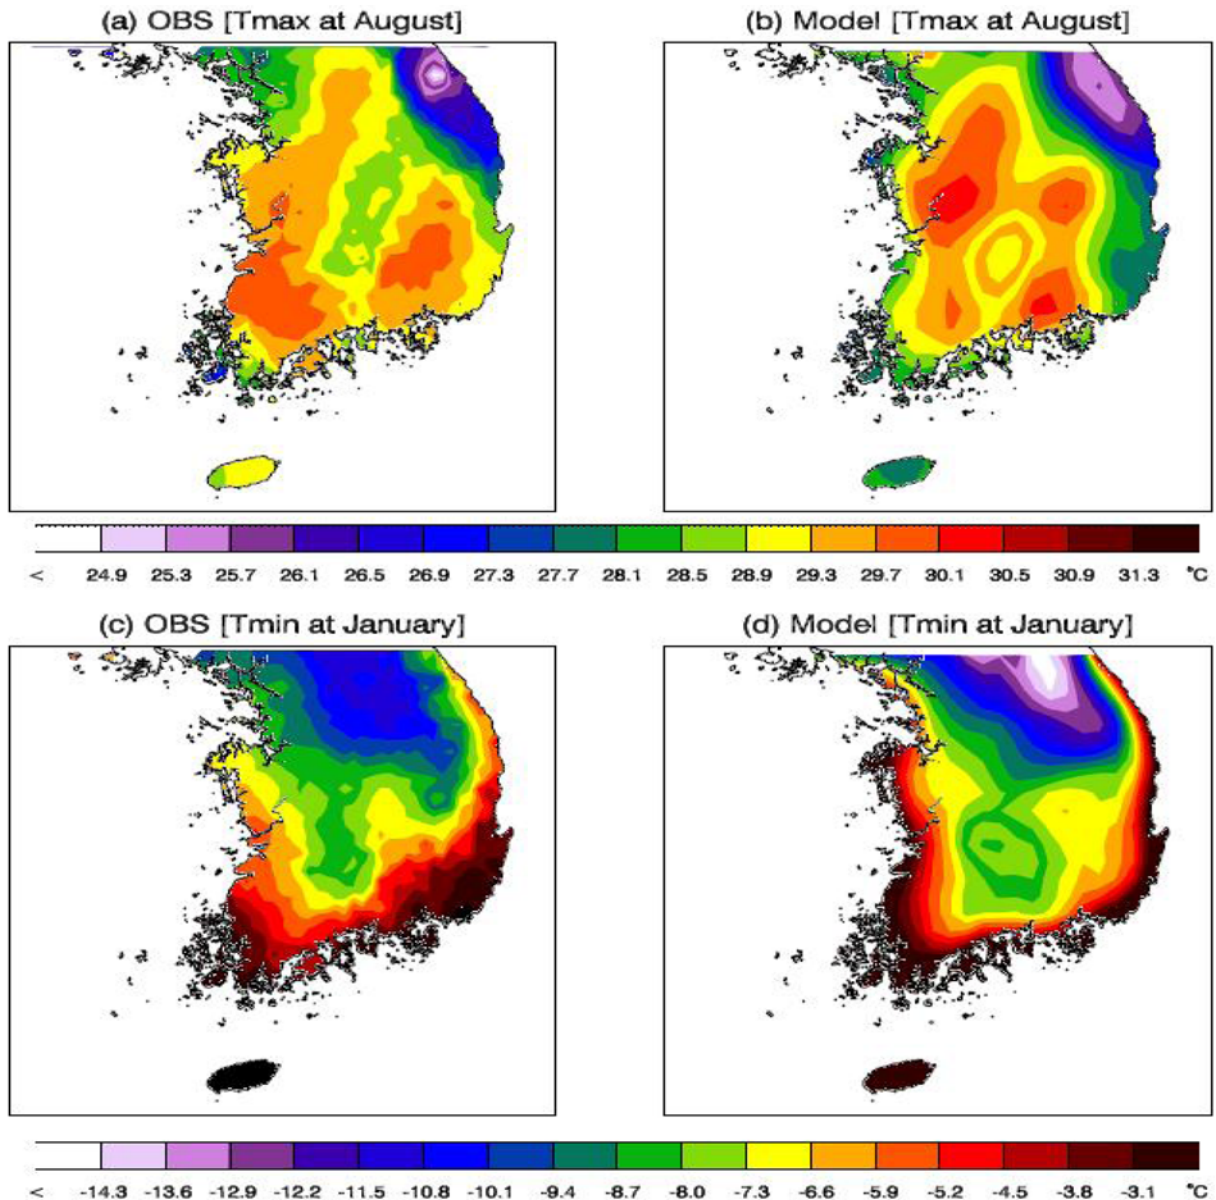 (a) OBS [Tmax at August]
(b) Model [Tmax at August]
< 24.9 25.3 25.7 26.1 26.5 26.9 27.3 27.7 28.1 28.5 28.9 29.3 29.7 30.1 30.5 30.9 31.3 °C
(c) OBS [Tmin at January]
(d) Model [Tmin at January]
< -14.3 -13.6 -12.9 -12.2 -11.5 -10.8 -10.1 -9.4 -8.7 -8.0 -7.3 -6.6 -5.9 -5.2 -4.5 -3.8 -3.1 °C